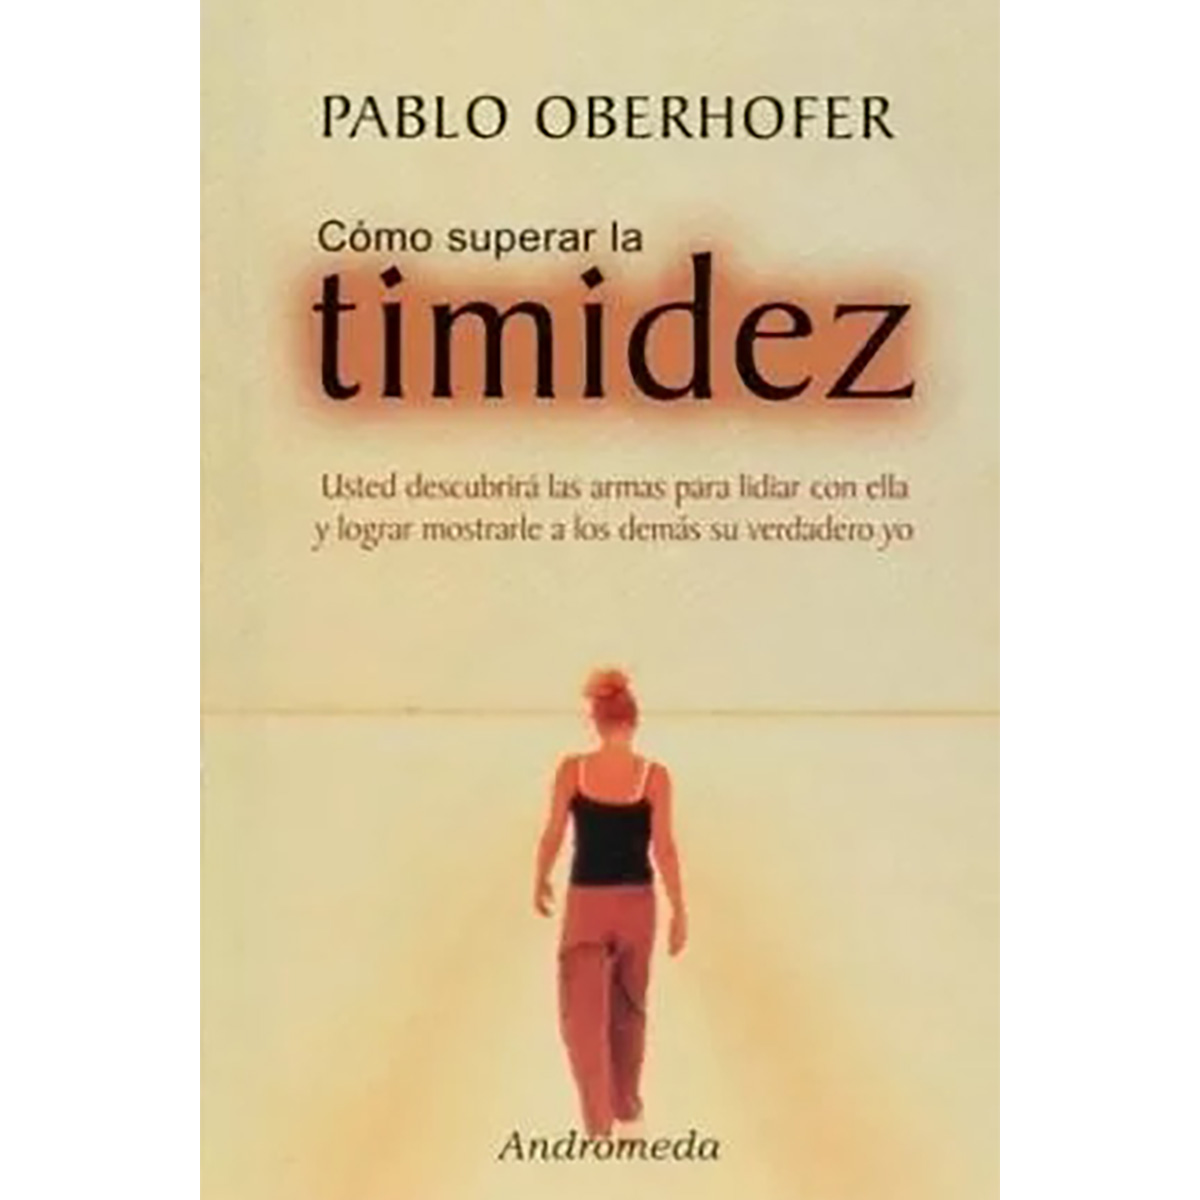 PABLO OBERHOFER
Cómo superar la
timidez
Usted descubrirá las armas para lidiar con ella
y lograr mostrarle a los demás su verdadero yo
Andrómeda